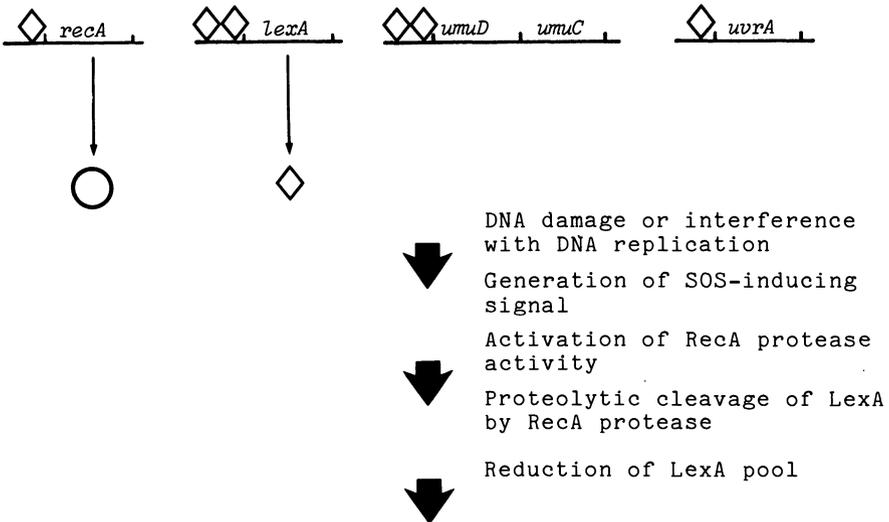 recA lexA umuD umuC uvrA
DNA damage or interference
with DNA replication
Generation of SOS-inducing
signal
Activation of RecA protease
activity
Proteolytic cleavage of LexA
by RecA protease
Reduction of LexA pool